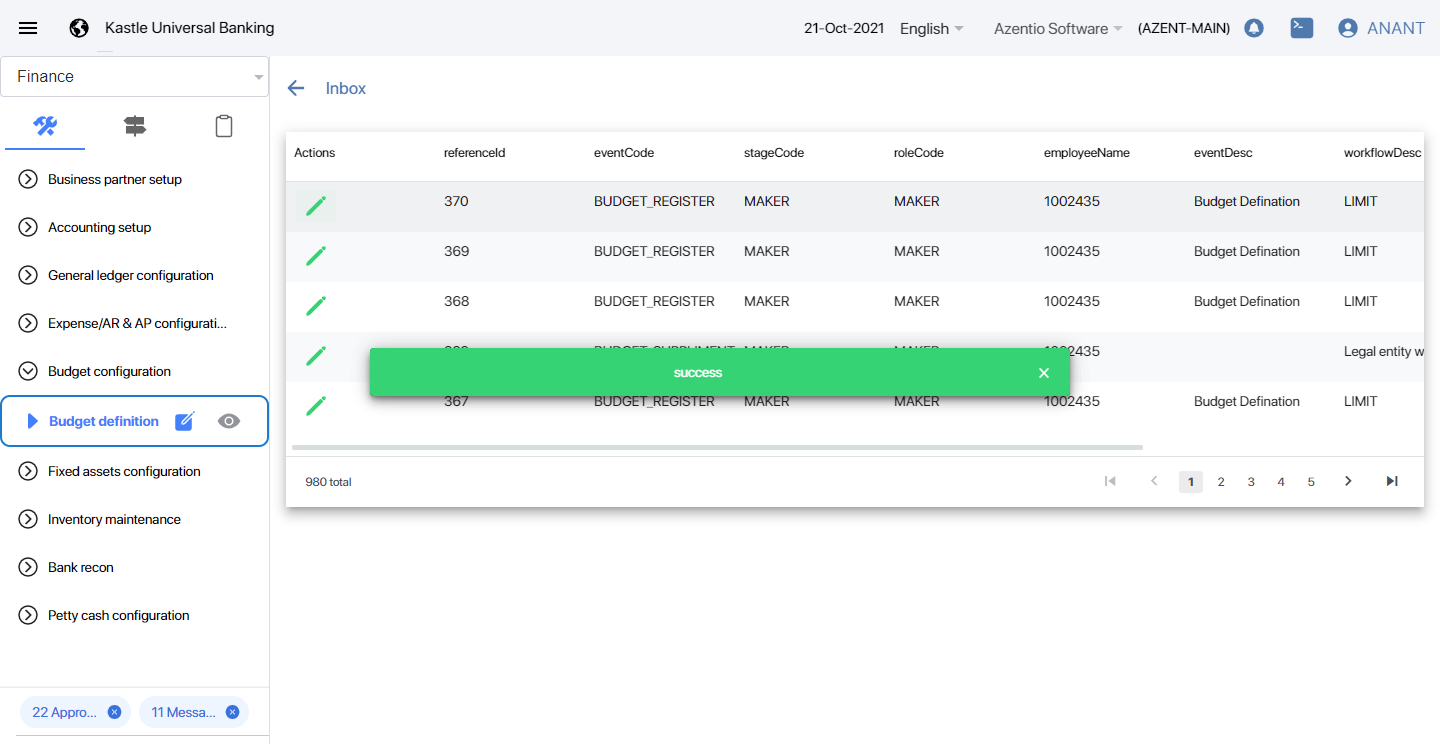 Kastle Universal Banking
21-Oct-2021 English Azentio Software (AZENT-MAIN) ANANT
Finance
Business partner setup
Accounting setup
General ledger configuration
Expense/AR & AP configurati...
Budget configuration
Budget definition
Fixed assets configuration
Inventory maintenance
Bank recon
Petty cash configuration
22 Appro... 11 Messa...
Inbox
Actions referenceId eventCode stageCode roleCode employeeName eventDesc workflowDesc
370 BUDGET_REGISTER MAKER MAKER 1002435 Budget Defination LIMIT
369 BUDGET_REGISTER MAKER MAKER 1002435 Budget Defination LIMIT
368 BUDGET_REGISTER MAKER MAKER 1002435 Budget Defination LIMIT
MAKER MAKER 1002435 Legal entity w
success
367 BUDGET_REGISTER MAKER MAKER 1002435 Budget Defination LIMIT
980 total 1 2 3 4 5